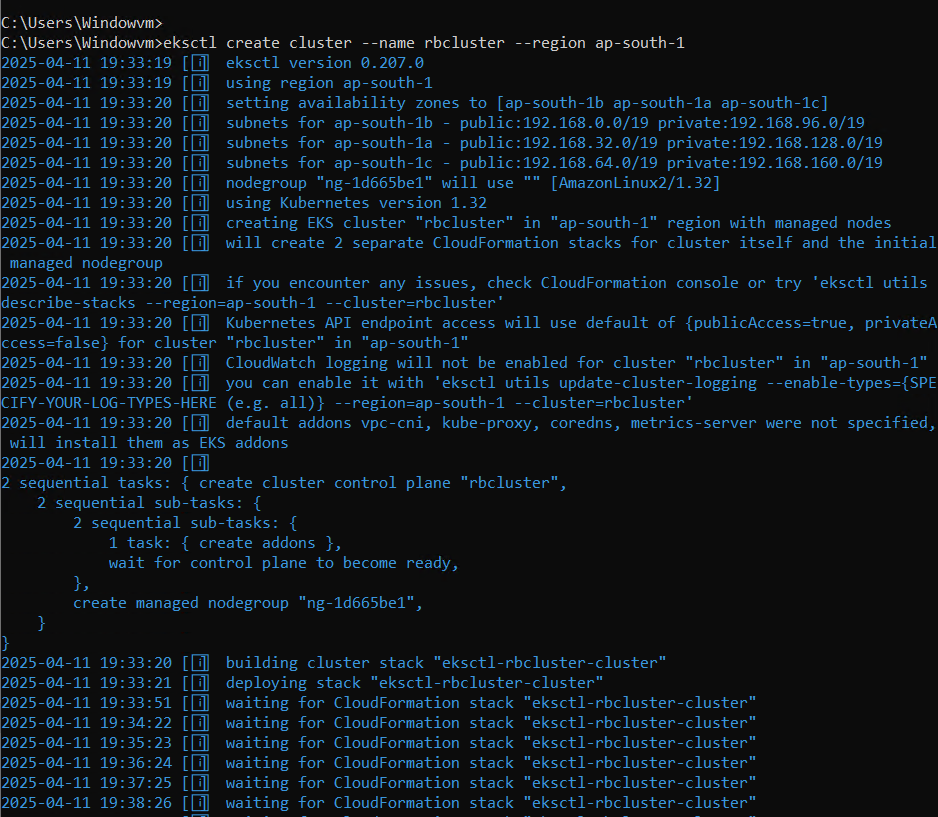 C:\Users\Windowvm>
C:\Users\Windowvm>eksctl create cluster --name rbcluster --region ap-south-1
2025-04-11 19:33:19 [ℹ]  eksctl version 0.207.0
2025-04-11 19:33:19 [ℹ]  using region ap-south-1
2025-04-11 19:33:20 [ℹ]  setting availability zones to [ap-south-1b ap-south-1a ap-south-1c]
2025-04-11 19:33:20 [ℹ]  subnets for ap-south-1b - public:192.168.0.0/19 private:192.168.96.0/19
2025-04-11 19:33:20 [ℹ]  subnets for ap-south-1a - public:192.168.32.0/19 private:192.168.128.0/19
2025-04-11 19:33:20 [ℹ]  subnets for ap-south-1c - public:192.168.64.0/19 private:192.168.160.0/19
2025-04-11 19:33:20 [ℹ]  nodegroup "ng-1d665be1" will use "" [AmazonLinux2/1.32]
2025-04-11 19:33:20 [ℹ]  using Kubernetes version 1.32
2025-04-11 19:33:20 [ℹ]  creating EKS cluster "rbcluster" in "ap-south-1" region with managed nodes
2025-04-11 19:33:20 [ℹ]  will create 2 separate CloudFormation stacks for cluster itself and the initial
 managed nodegroup
2025-04-11 19:33:20 [ℹ]  if you encounter any issues, check CloudFormation console or try 'eksctl utils
describe-stacks --region=ap-south-1 --cluster=rbcluster'
2025-04-11 19:33:20 [ℹ]  Kubernetes API endpoint access will use default of {publicAccess=true, privateA
ccess=false} for cluster "rbcluster" in "ap-south-1"
2025-04-11 19:33:20 [ℹ]  CloudWatch logging will not be enabled for cluster "rbcluster" in "ap-south-1"
2025-04-11 19:33:20 [ℹ]  you can enable it with 'eksctl utils update-cluster-logging --enable-types={SPE
CIFY-YOUR-LOG-TYPES-HERE (e.g. all)} --region=ap-south-1 --cluster=rbcluster'
2025-04-11 19:33:20 [ℹ]  default addons vpc-cni, kube-proxy, coredns, metrics-server were not specified,
 will install them as EKS addons
2025-04-11 19:33:20 [ℹ]
2 sequential tasks: { create cluster control plane "rbcluster",
    2 sequential sub-tasks: {
        2 sequential sub-tasks: {
            1 task: { create addons },
            wait for control plane to become ready,
        },
        create managed nodegroup "ng-1d665be1",
    }
}
2025-04-11 19:33:20 [ℹ]  building cluster stack "eksctl-rbcluster-cluster"
2025-04-11 19:33:21 [ℹ]  deploying stack "eksctl-rbcluster-cluster"
2025-04-11 19:33:51 [ℹ]  waiting for CloudFormation stack "eksctl-rbcluster-cluster"
2025-04-11 19:34:22 [ℹ]  waiting for CloudFormation stack "eksctl-rbcluster-cluster"
2025-04-11 19:35:23 [ℹ]  waiting for CloudFormation stack "eksctl-rbcluster-cluster"
2025-04-11 19:36:24 [ℹ]  waiting for CloudFormation stack "eksctl-rbcluster-cluster"
2025-04-11 19:37:25 [ℹ]  waiting for CloudFormation stack "eksctl-rbcluster-cluster"
2025-04-11 19:38:26 [ℹ]  waiting for CloudFormation stack "eksctl-rbcluster-cluster"